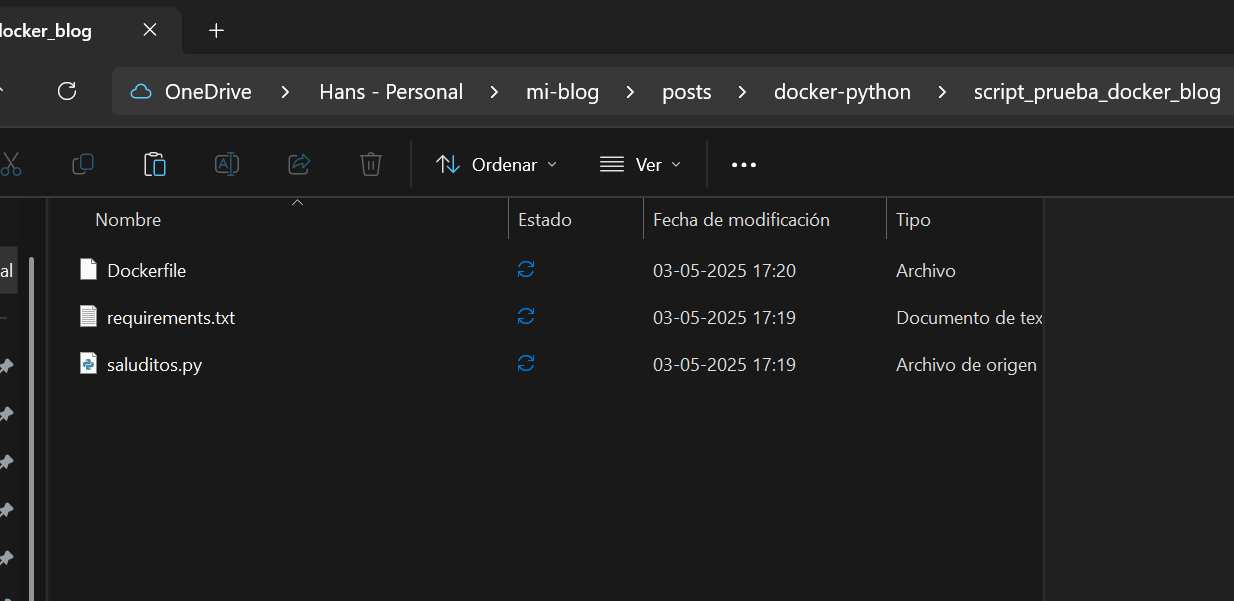 docker_blog
OneDrive > Hans - Personal > mi-blog > posts > docker-python > script_prueba_docker_blog
Ordenar Ver
Nombre Estado Fecha de modificación Tipo
al
Dockerfile 03-05-2025 17:20 Archivo
requirements.txt 03-05-2025 17:19 Documento de tex
saluditos.py 03-05-2025 17:19 Archivo de origen